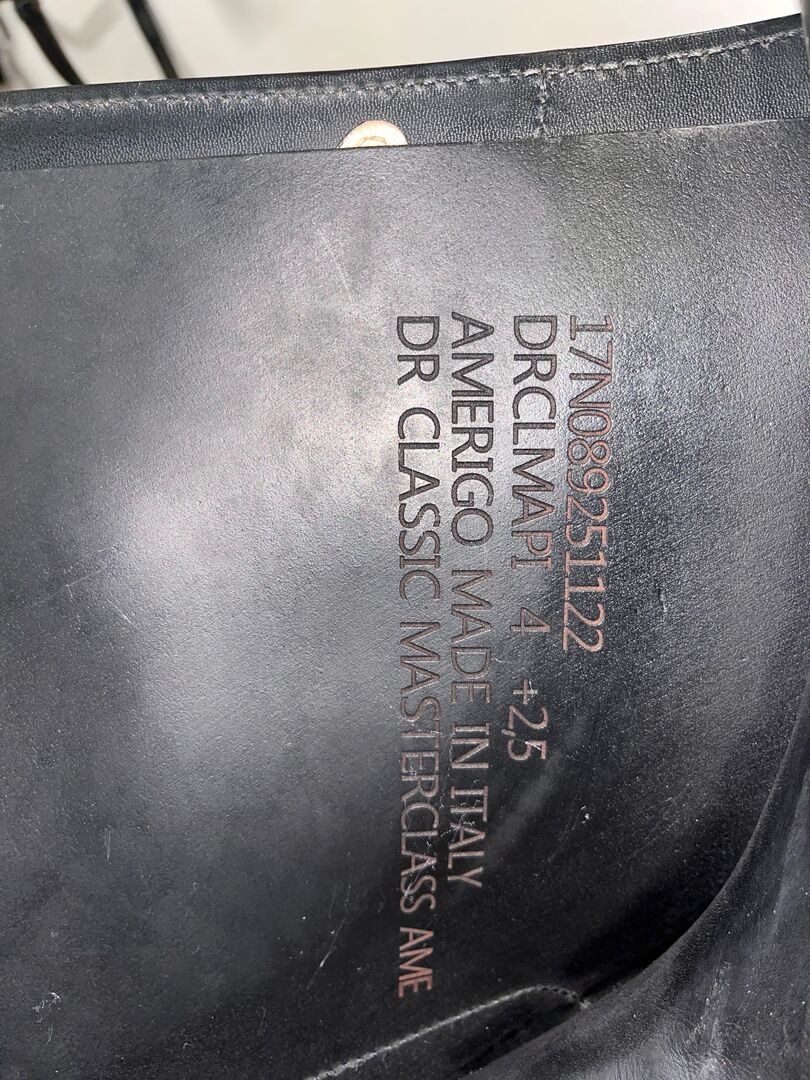 17N089251122
DRCLMAPI 4 +2,5
AMERIGO MADE IN ITALY
DR CLASSIC MASTERCLASS AME